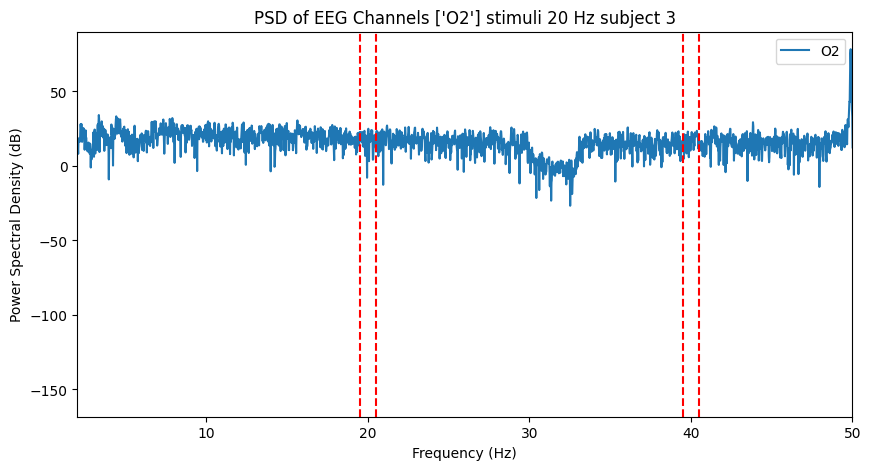 PSD of EEG Channels ['O2'] stimuli 20 Hz subject 3
O2
Power Spectral Density (dB)
50
0
−50
−100
−150
10
20
30
40
50
Frequency (Hz)